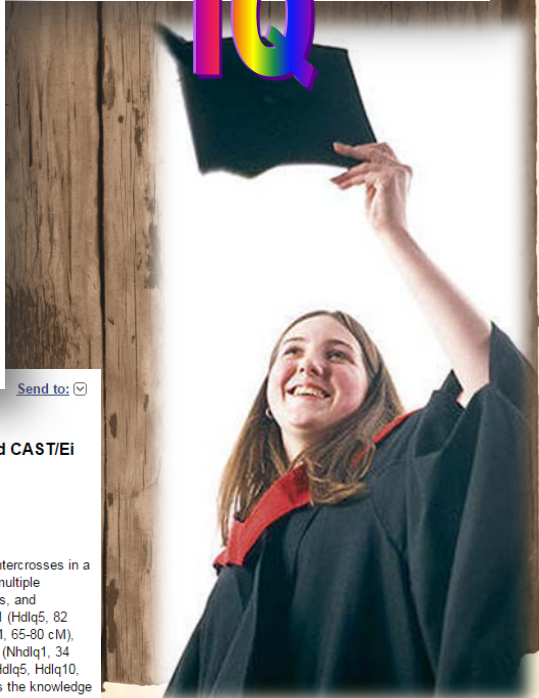 IQ
Send to:
d CAST/Ei
ntercrosses in a
multiple
s, and
(Hdlq5, 82
1, 65-80 cM),
(Nhdlq1, 34
Hdlq5, Hdlq10,
s the knowledge